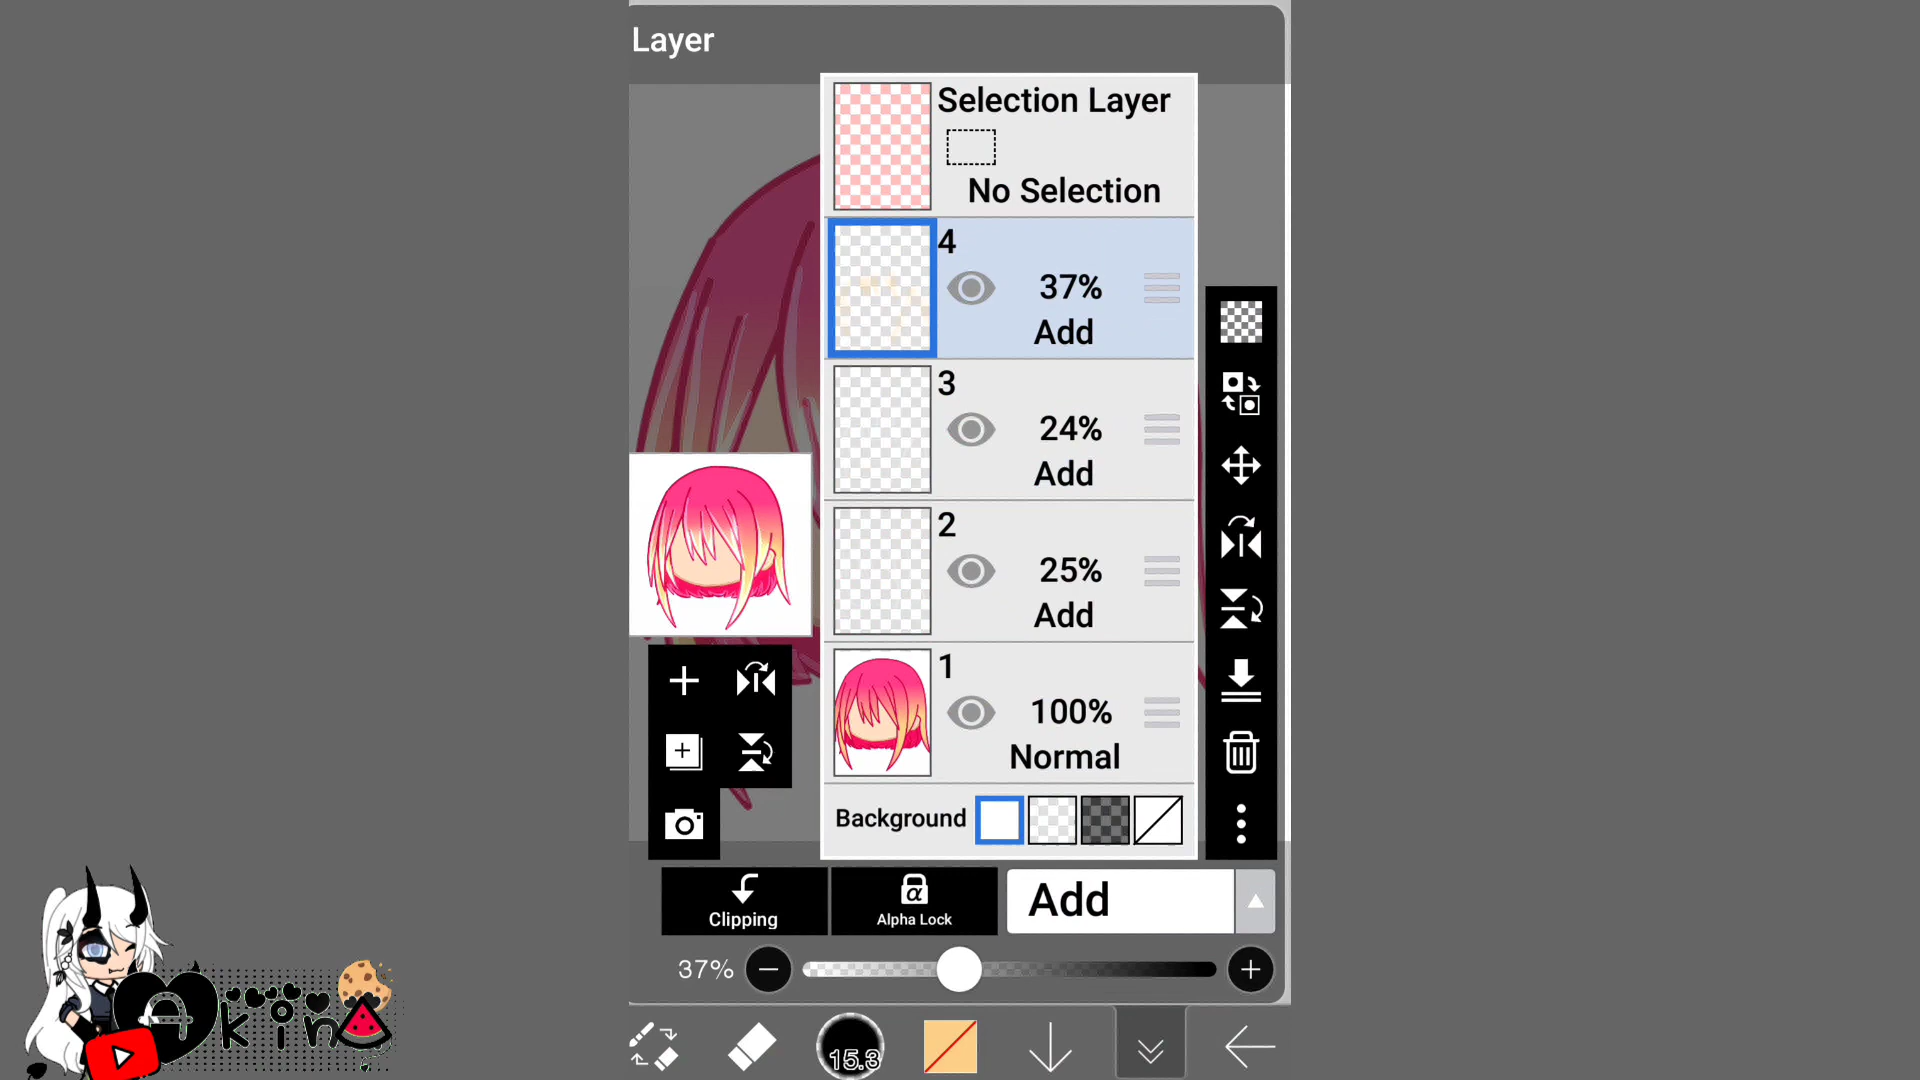 Layer
Selection Layer
No Selection
4
37%
Add
3
24%
Add
2
25%
Add
1
100%
Normal
Background
Clipping
α
Alpha Lock
Add
37%
15.3
Akina